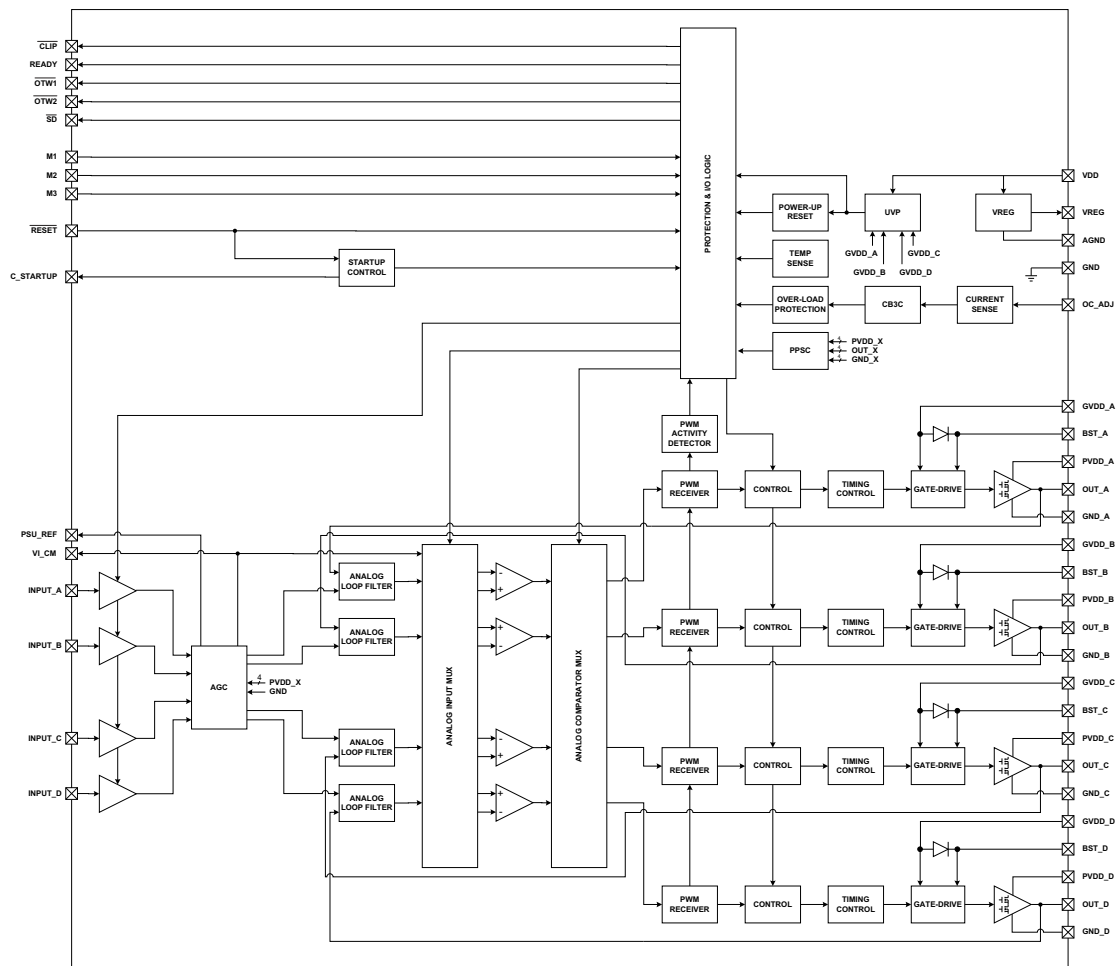 CLIP
READY
OTW1
OTW2
SD
M1
M2
M3
RESET
C_STARTUP
STARTUP
CONTROL
PROTECTION & I/O LOGIC
POWER-UP
RESET
UVP
VREG
GVDD_A
GVDD_C
GVDD_B
GVDD_D
TEMP
SENSE
OVER-LOAD
PROTECTION
CB3C
CURRENT
SENSE
PPSC
4
PVDD_X
4
OUT_X
4
GND_X
VDD
VREG
AGND
GND
OC_ADJ
PWM
ACTIVITY
DETECTOR
PWM
RECEIVER
CONTROL
TIMING
CONTROL
GATE-DRIVE
GVDD_A
BST_A
PVDD_A
OUT_A
GND_A
PSU_REF
VI_CM
INPUT_A
INPUT_B
INPUT_C
INPUT_D
AGC
4
PVDD_X
GND
ANALOG
LOOP FILTER
ANALOG
LOOP FILTER
ANALOG
LOOP FILTER
ANALOG
LOOP FILTER
ANALOG INPUT MUX
-
+
+
-
-
+
+
-
ANALOG COMPARATOR MUX
PWM
RECEIVER
CONTROL
TIMING
CONTROL
GATE-DRIVE
GVDD_B
BST_B
PVDD_B
OUT_B
GND_B
PWM
RECEIVER
CONTROL
TIMING
CONTROL
GATE-DRIVE
GVDD_C
BST_C
PVDD_C
OUT_C
GND_C
PWM
RECEIVER
CONTROL
TIMING
CONTROL
GATE-DRIVE
GVDD_D
BST_D
PVDD_D
OUT_D
GND_D